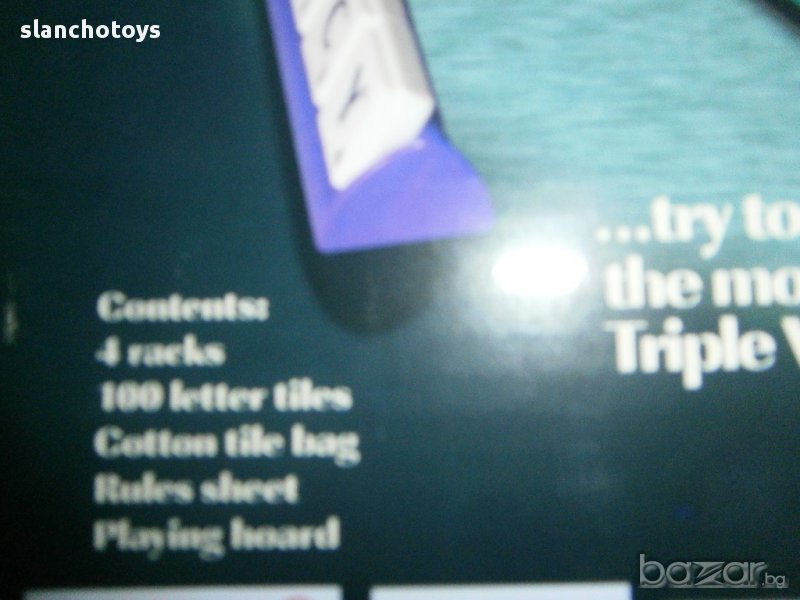 slanchotoys
C
Y
...try to
the mo
Triple W
Contents:
4 racks
100 letter tiles
Cotton tile bag
Rules sheet
Playing board
bazar.bg